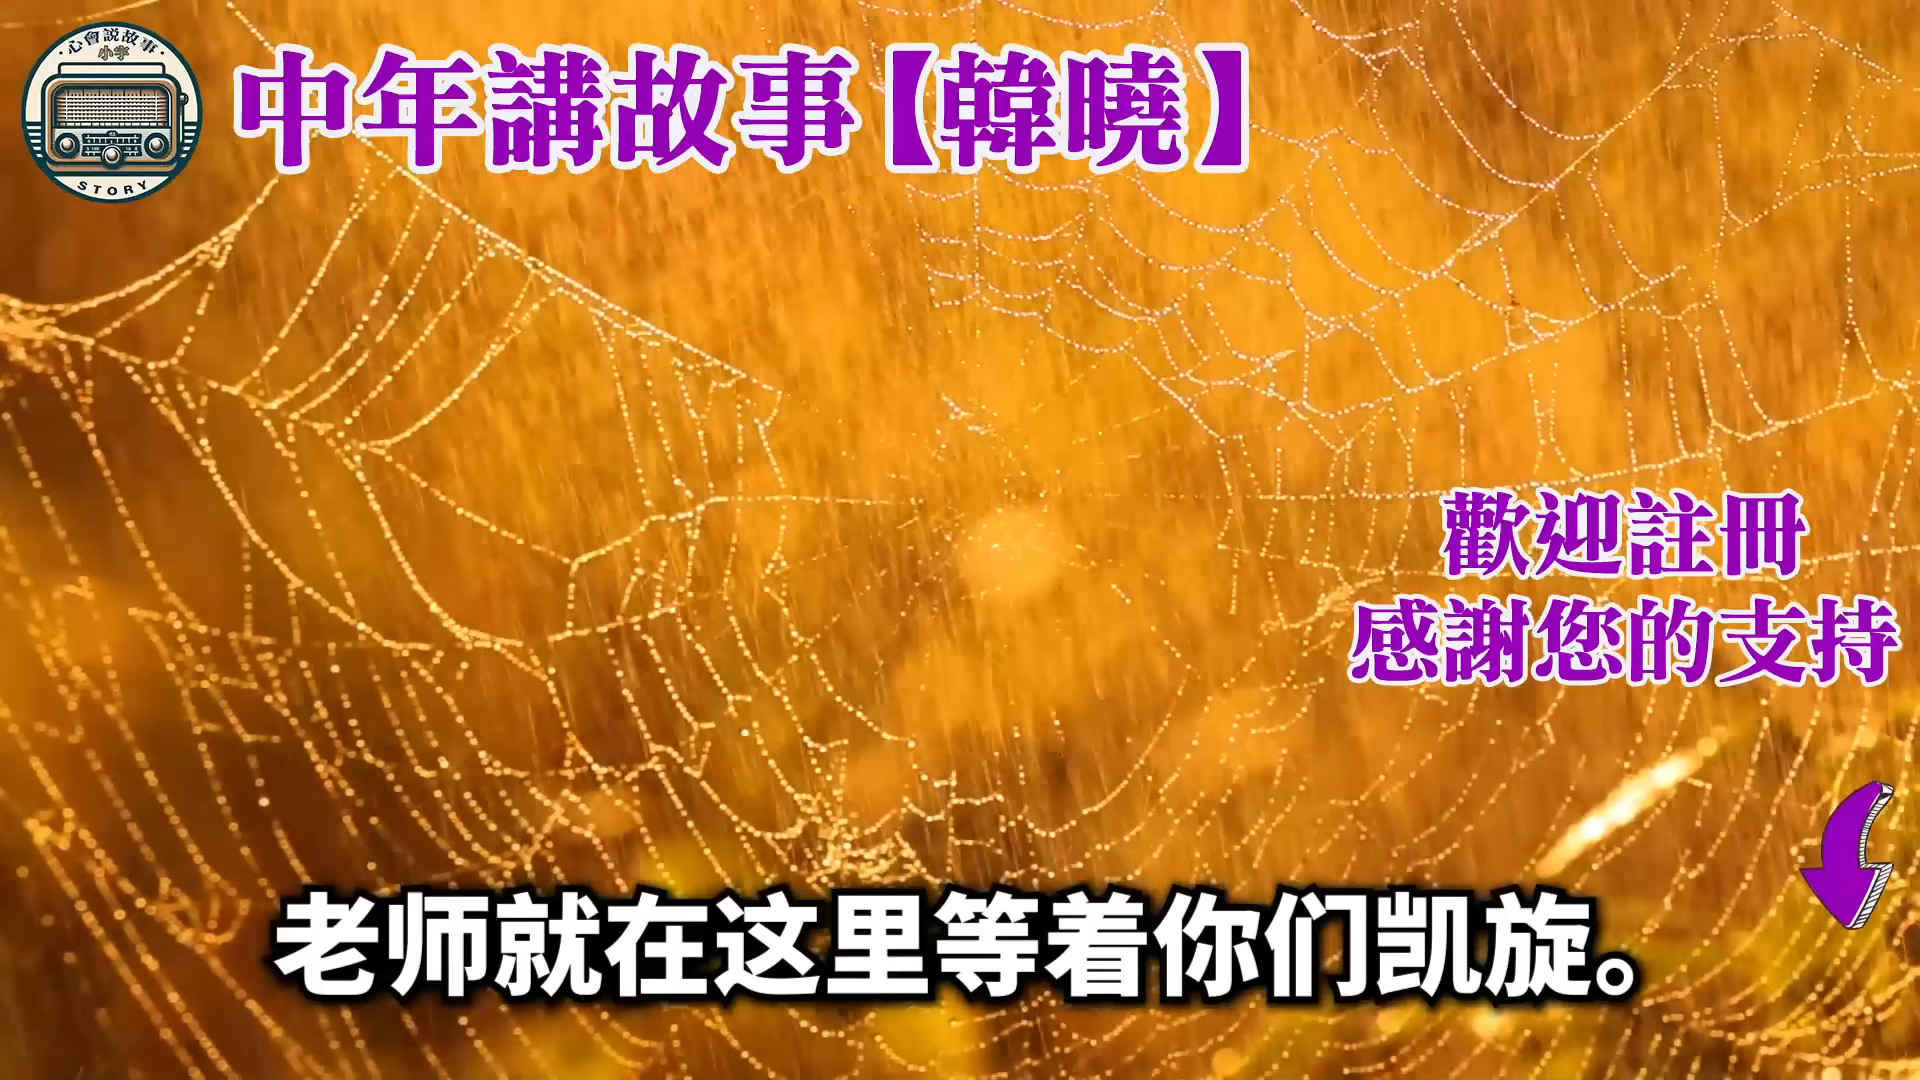 ·心會説故事·
小宇
STORY
中年講故事【韓曉】
歡迎註冊
感謝您的支持
老师就在这里等着你们凯旋。